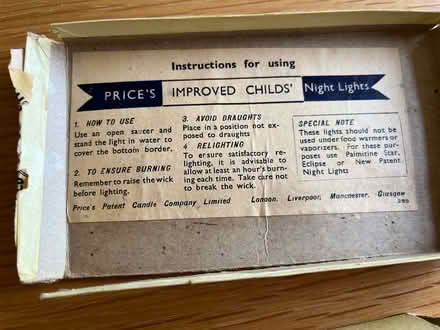 Instructions for using
PRICE'S IMPROVED CHILDS' Night Lights
1. HOW TO USE
Use an open saucer and
stand the light in water to
cover the bottom border.
2. TO ENSURE BURNING
Remember to raise the wick
before lighting.
3. AVOID DRAUGHTS
Place in a position not ex-
posed to draughts
4 RELIGHTING
To ensure satisfactory re-
lighting, it is advisable to
allow at least an hour's burn-
ing each time. Take care not
to break the wick.
SPECIAL NOTE
These lights should not be
used under food warmers or
vaporizers. For these pur-
poses use Palmitine Star,
Eclipse or New Patent
Night Lights
Price's Patent Candle Company Limited London, Liverpool, Manchester, Glasgow